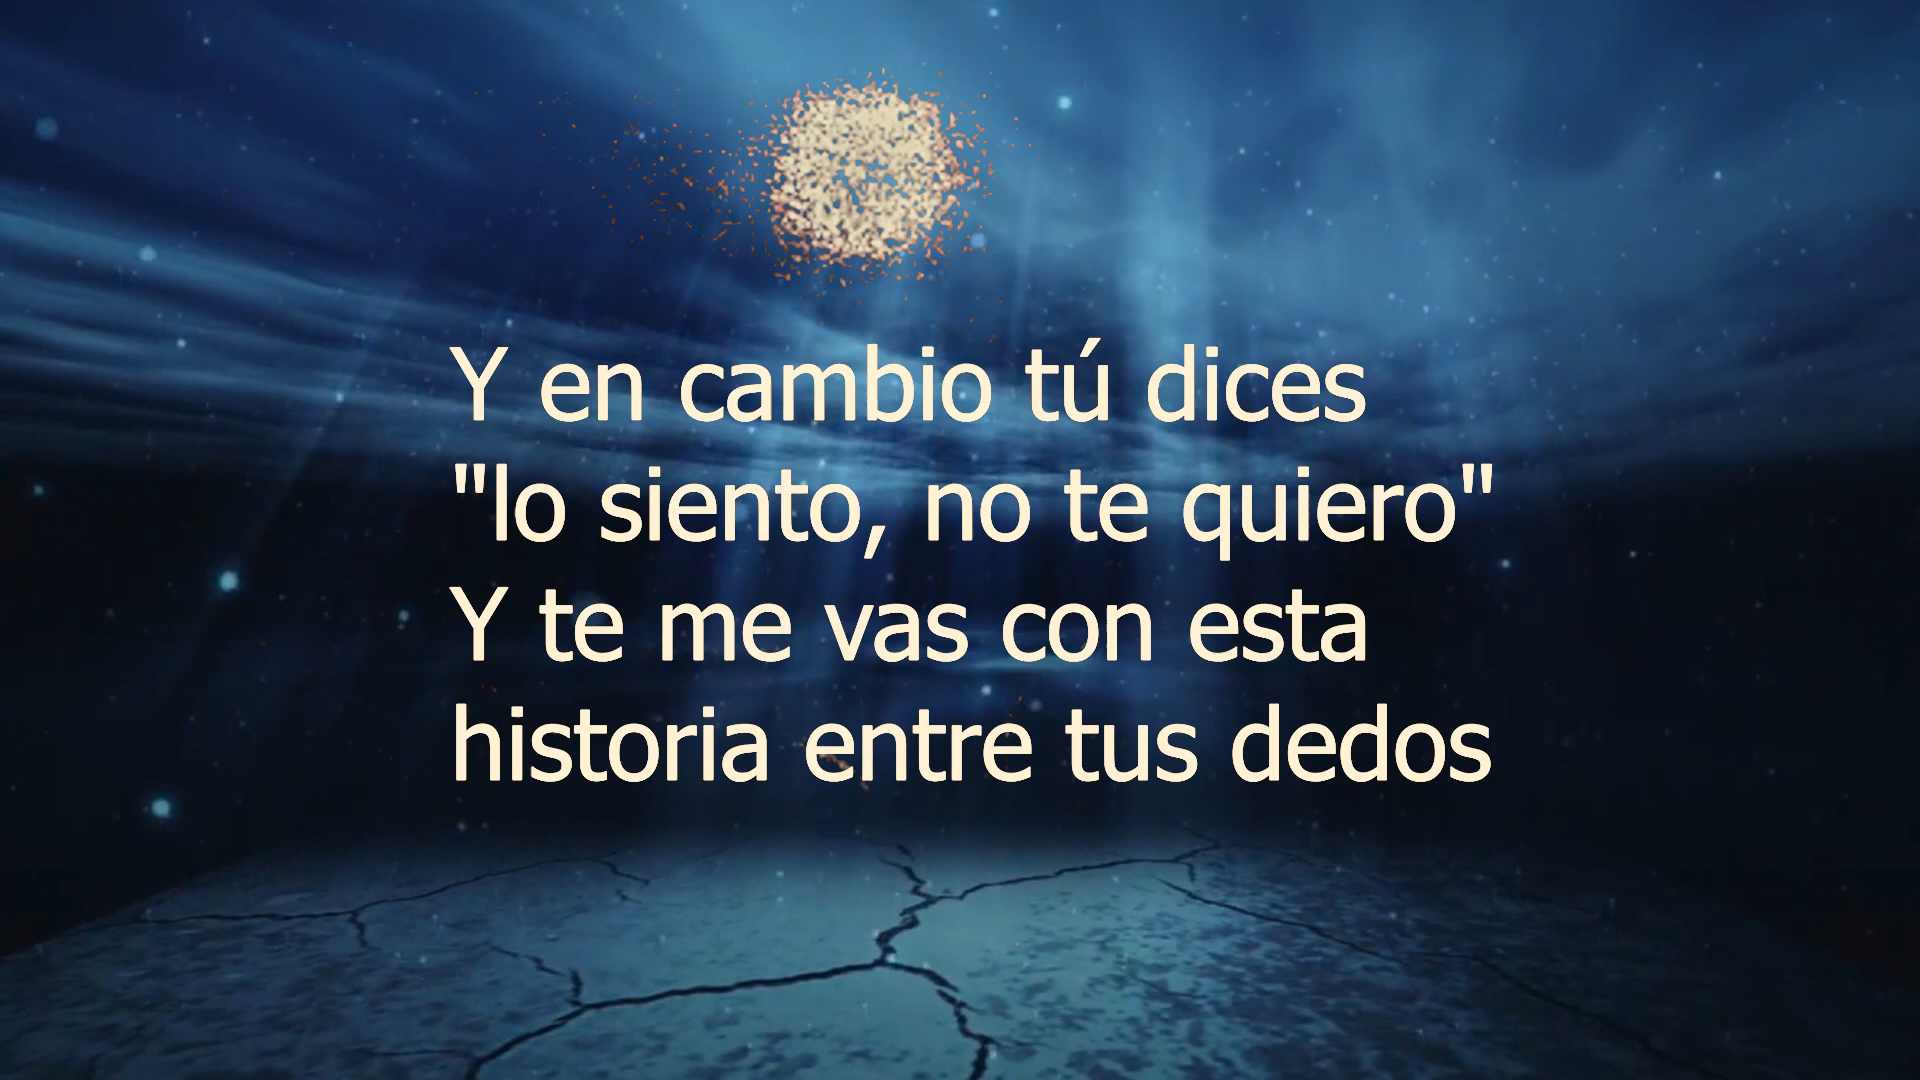 Y en cambio tú dices
"lo siento, no te quiero"
Y te me vas con esta
historia entre tus dedos